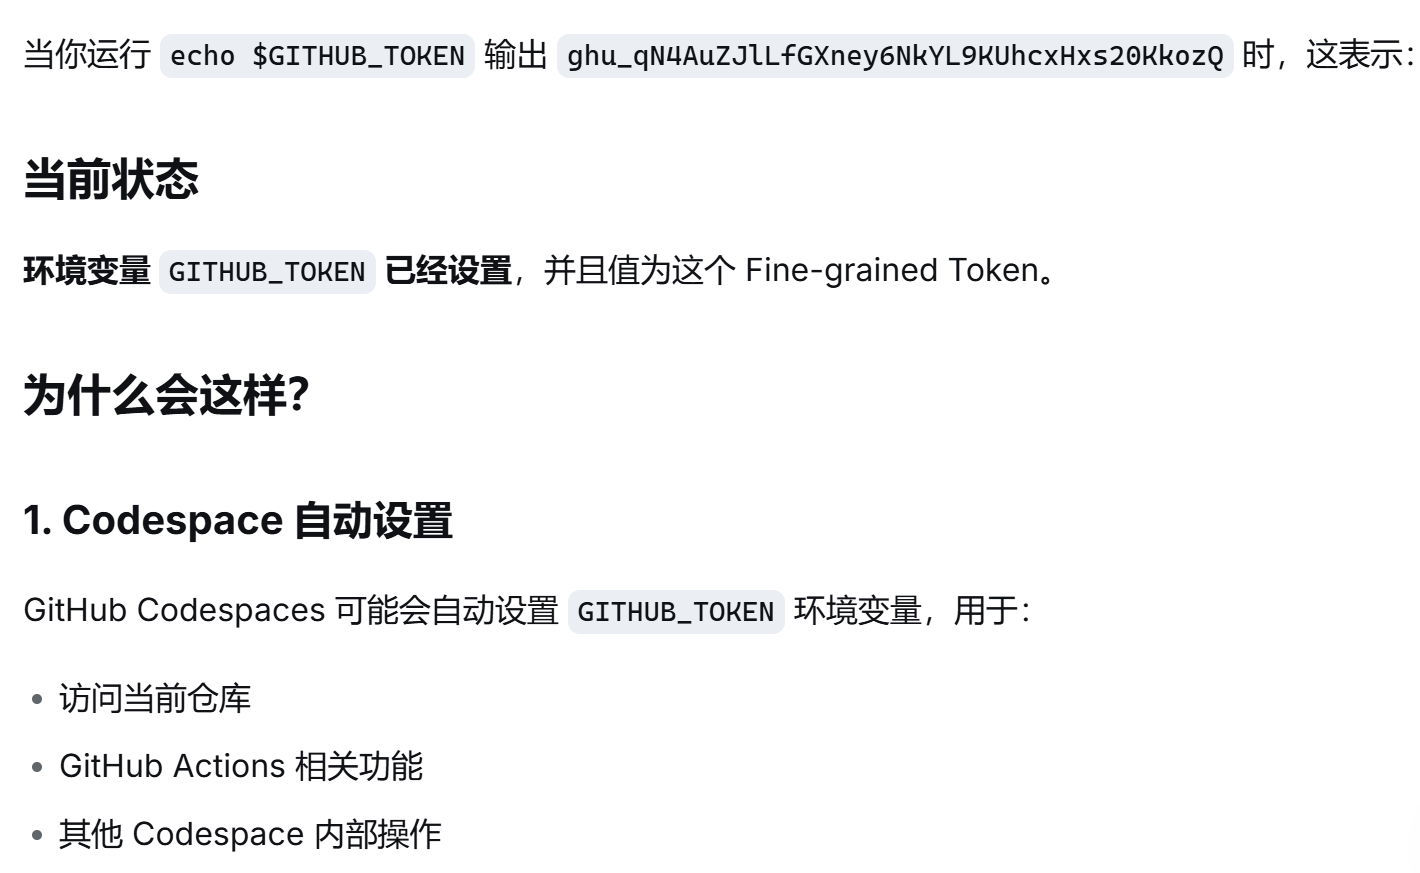 当你运行 echo $GITHUB_TOKEN 输出 ghu_qN4AuZJlLfGXney6NkYL9KUhcxHxs20KkozQ 时，这表示：
当前状态
环境变量 GITHUB_TOKEN 已经设置，并且值为这个 Fine-grained Token。
为什么会这样？
1. Codespace 自动设置
GitHub Codespaces 可能会自动设置 GITHUB_TOKEN 环境变量，用于：
• 访问当前仓库
• GitHub Actions 相关功能
• 其他 Codespace 内部操作